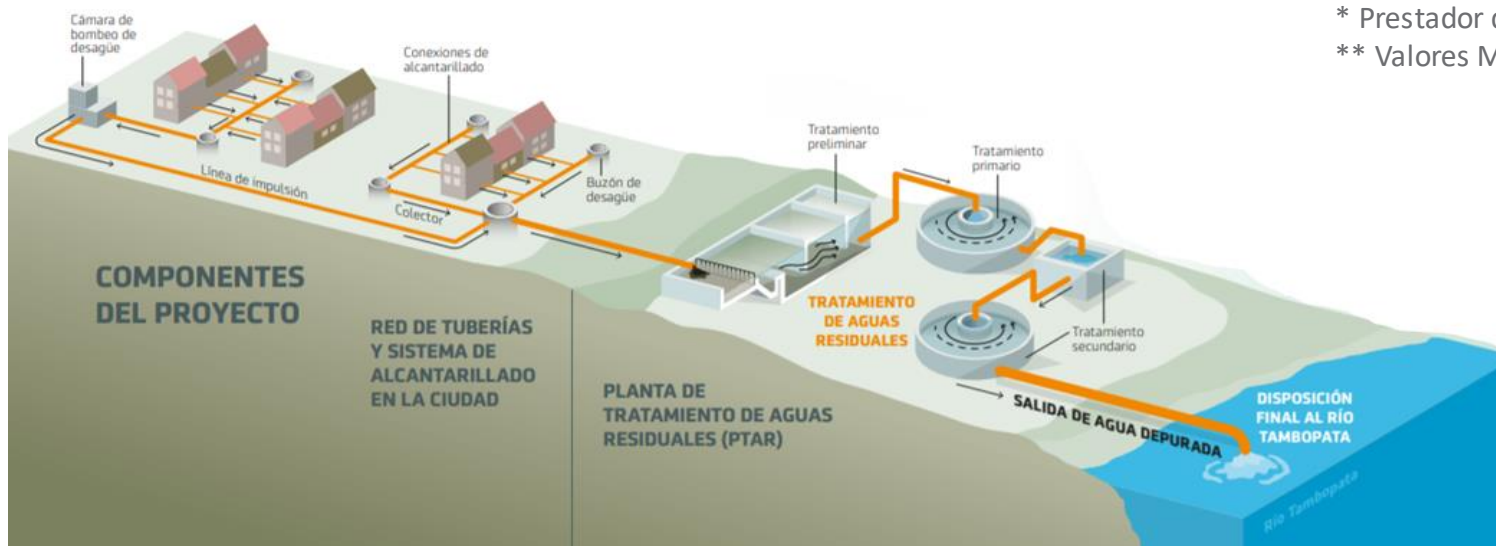 * Prestador d
** Valores M
Cámara de
bombeo de
desagüe
Conexiones de
alcantarillado
Línea de impulsión
Colector
Buzón de
desagüe
Tratamiento
preliminar
Tratamiento
primario
TRATAMIENTO
DE AGUAS
RESIDUALES
Tratamiento
secundario
COMPONENTES
DEL PROYECTO
RED DE TUBERÍAS
Y SISTEMA DE
ALCANTARILLADO
EN LA CIUDAD
PLANTA DE
TRATAMIENTO DE AGUAS
RESIDUALES (PTAR)
SALIDA DE AGUA DEPURADA
DISPOSICIÓN
FINAL AL RÍO
TAMBOPATA
Río Tambopata